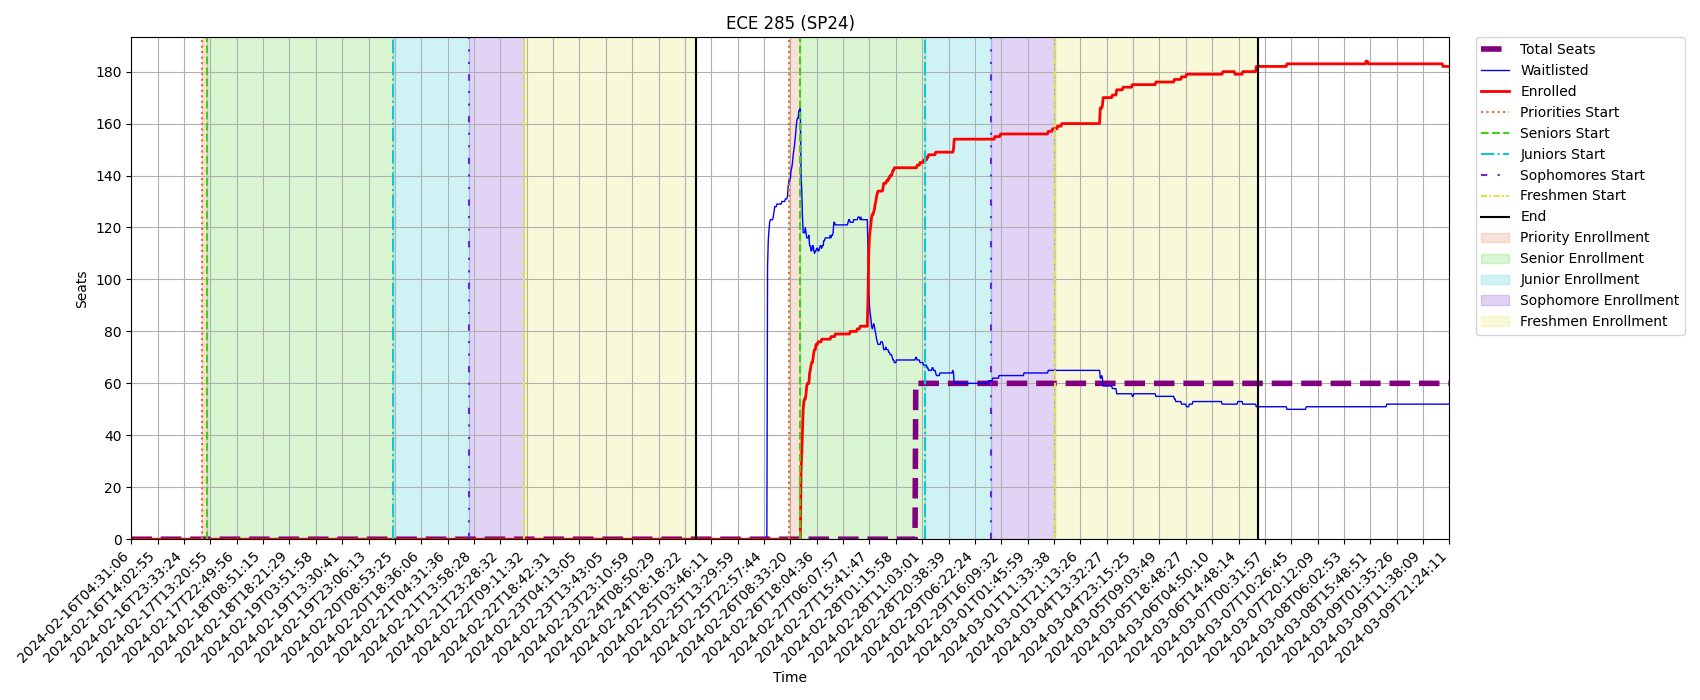 ECE 285 (SP24)
Seats
180
160
140
120
100
80
60
40
20
0
2024-02-16T04:31:06
2024-02-16T14:02:55
2024-02-16T23:33:24
2024-02-17T13:20:55
2024-02-17T22:49:56
2024-02-18T08:51:15
2024-02-18T18:21:29
2024-02-19T03:51:58
2024-02-19T13:30:41
2024-02-19T23:06:13
2024-02-20T08:53:25
2024-02-20T18:36:06
2024-02-21T04:31:36
2024-02-21T13:58:28
2024-02-21T23:28:32
2024-02-22T09:11:32
2024-02-22T18:42:31
2024-02-23T04:13:05
2024-02-23T13:43:05
2024-02-23T23:10:59
2024-02-24T08:50:29
2024-02-24T18:18:22
2024-02-25T03:46:11
2024-02-25T13:29:59
2024-02-25T22:57:44
2024-02-26T08:33:20
2024-02-26T18:04:36
2024-02-27T06:07:57
2024-02-27T15:41:47
2024-02-28T01:15:58
2024-02-28T11:03:01
2024-02-28T20:38:39
2024-02-29T06:22:24
2024-02-29T16:09:32
2024-03-01T01:45:59
2024-03-01T11:33:38
2024-03-01T21:13:26
2024-03-04T13:32:27
2024-03-04T23:15:25
2024-03-05T09:03:49
2024-03-05T18:48:27
2024-03-06T04:50:10
2024-03-06T14:48:14
2024-03-07T00:31:57
2024-03-07T10:26:45
2024-03-07T20:12:09
2024-03-08T06:02:53
2024-03-08T15:48:51
2024-03-09T01:35:26
2024-03-09T11:38:09
2024-03-09T21:24:11
Time
Total Seats
Waitlisted
Enrolled
Priorities Start
Seniors Start
Juniors Start
Sophomores Start
Freshmen Start
End
Priority Enrollment
Senior Enrollment
Junior Enrollment
Sophomore Enrollment
Freshmen Enrollment